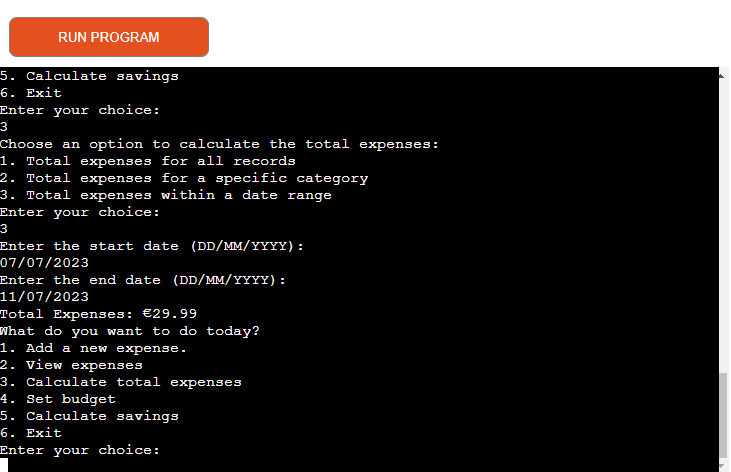 RUN PROGRAM
5. Calculate savings
6. Exit
Enter your choice:
3
Choose an option to calculate the total expenses:
1. Total expenses for all records
2. Total expenses for a specific category
3. Total expenses within a date range
Enter your choice:
3
Enter the start date (DD/MM/YYYY):
07/07/2023
Enter the end date (DD/MM/YYYY):
11/07/2023
Total Expenses: €29.99
What do you want to do today?
1. Add a new expense.
2. View expenses
3. Calculate total expenses
4. Set budget
5. Calculate savings
6. Exit
Enter your choice: